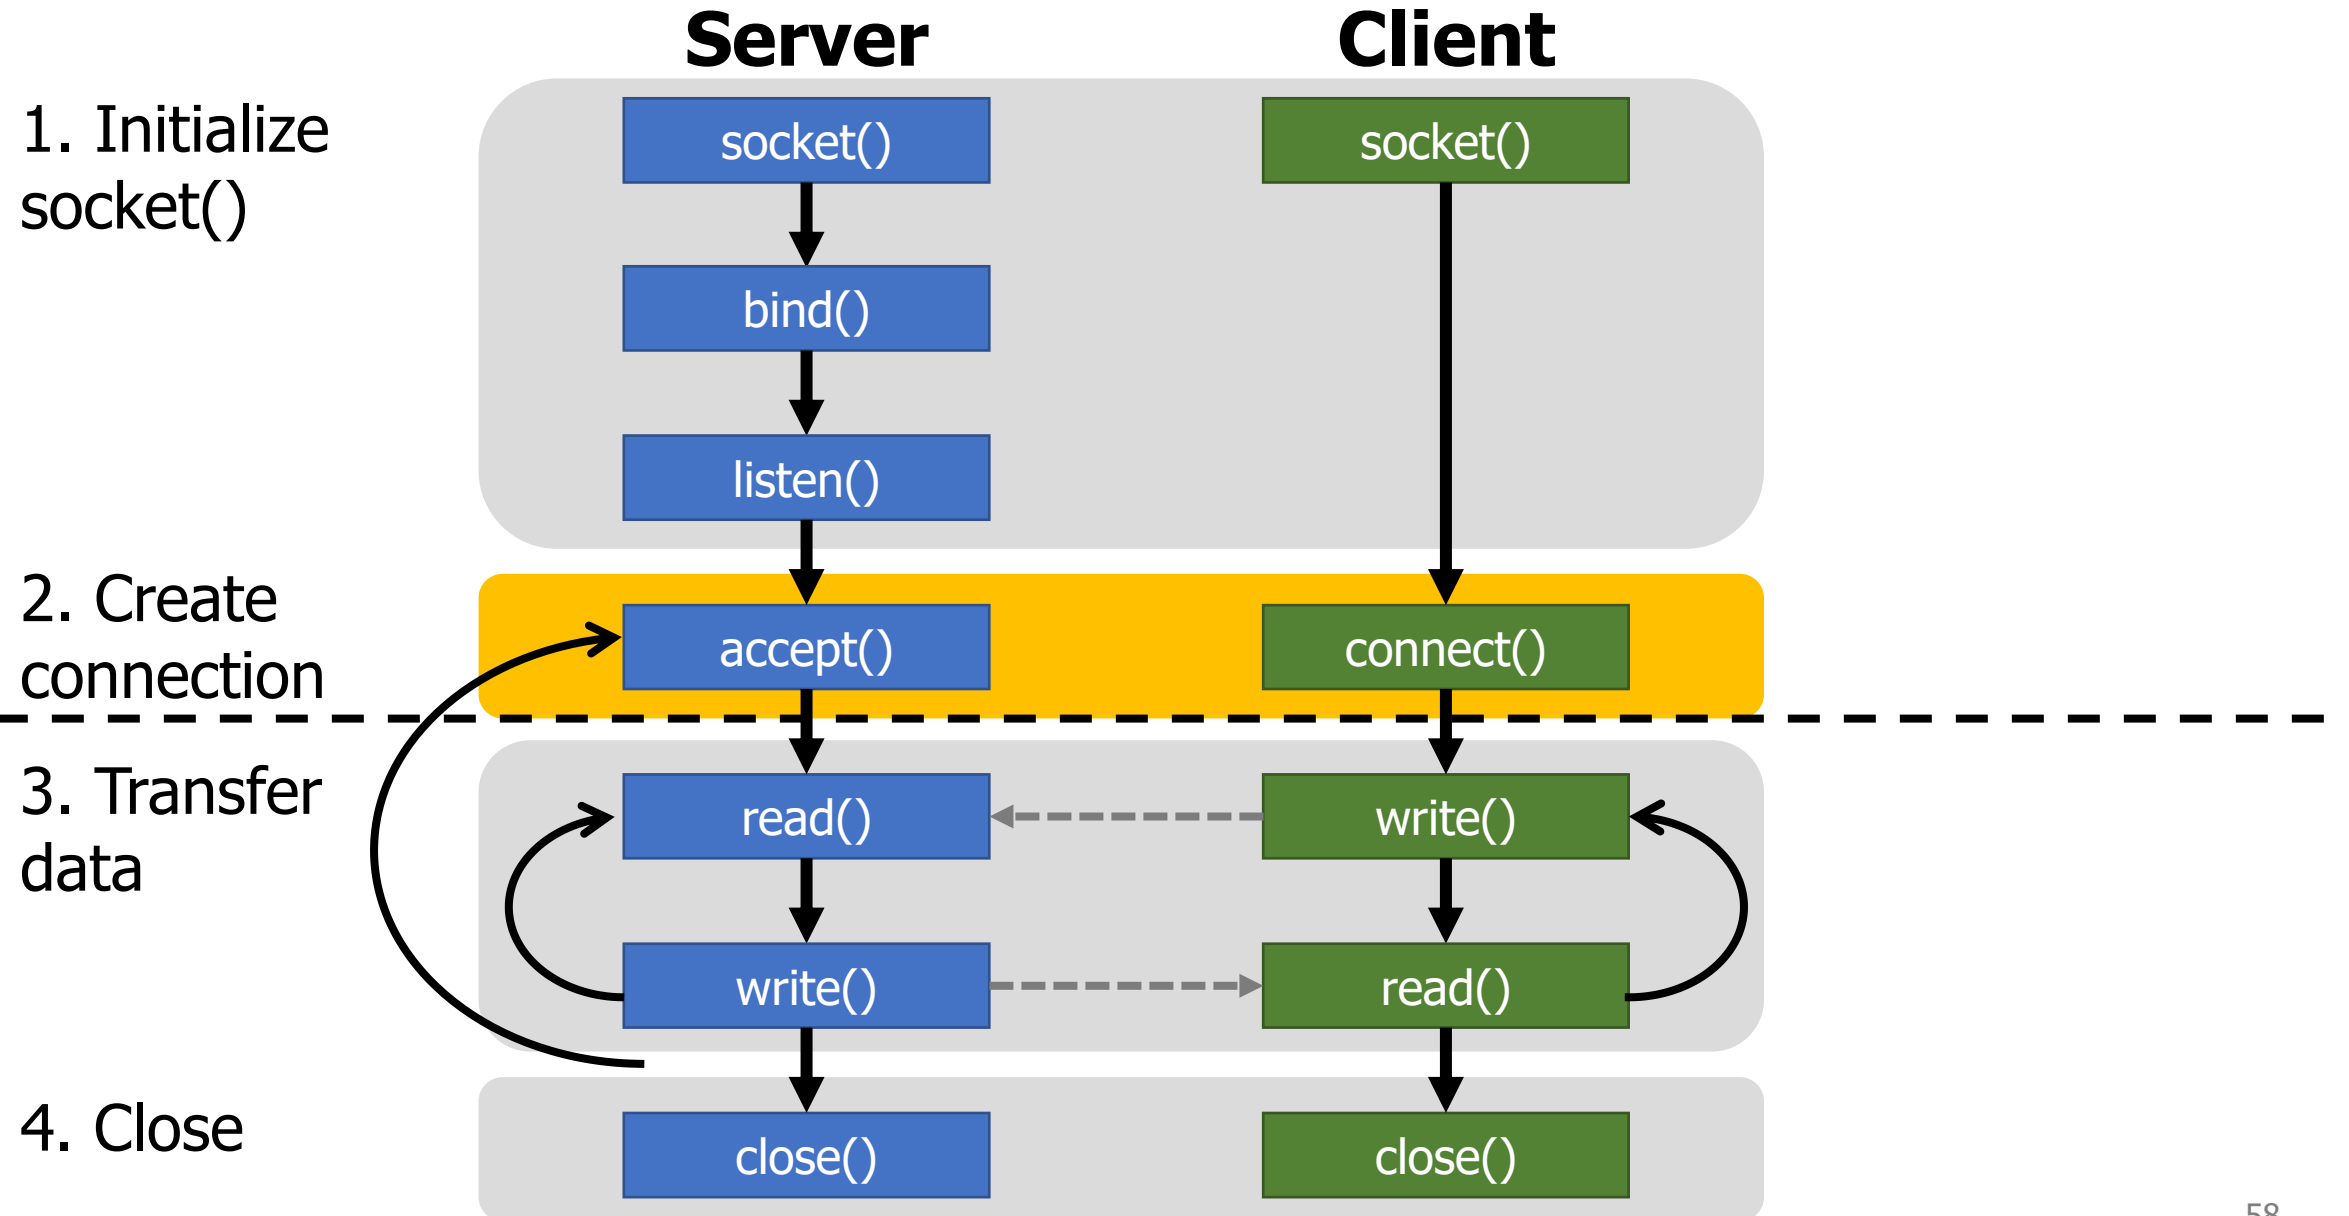 Server Client
1. Initialize
socket()
socket() socket()
bind()
listen()
2. Create
connection
accept() connect()
3. Transfer
data
read() write()
write() read()
4. Close
close() close()
58